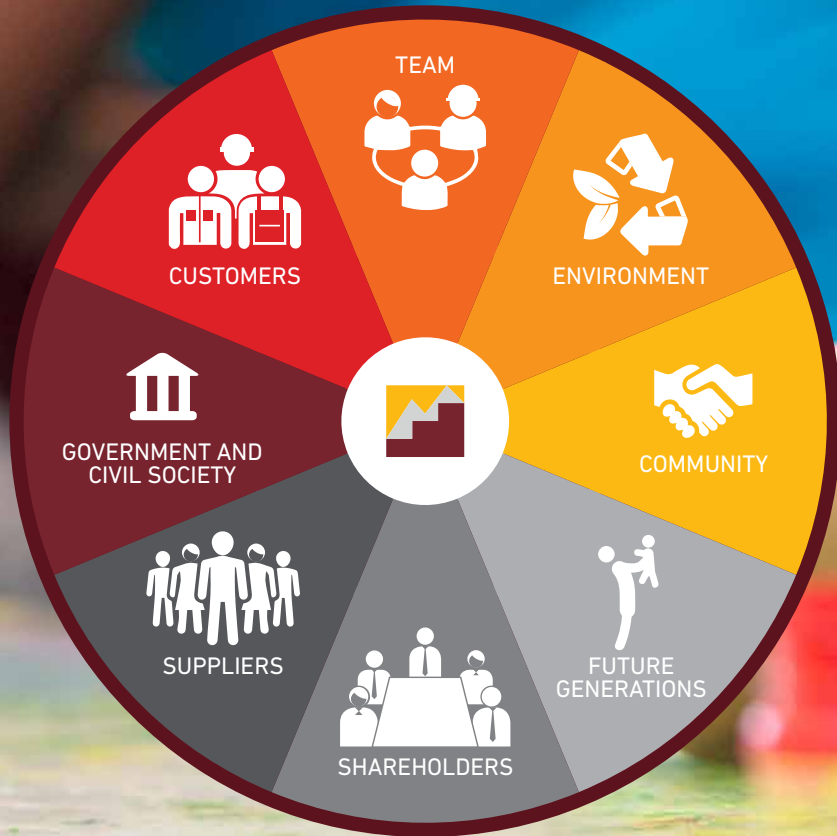 TEAM
ENVIRONMENT
COMMUNITY
FUTURE
GENERATIONS
SHAREHOLDERS
SUPPLIERS
GOVERNMENT AND
CIVIL SOCIETY
CUSTOMERS